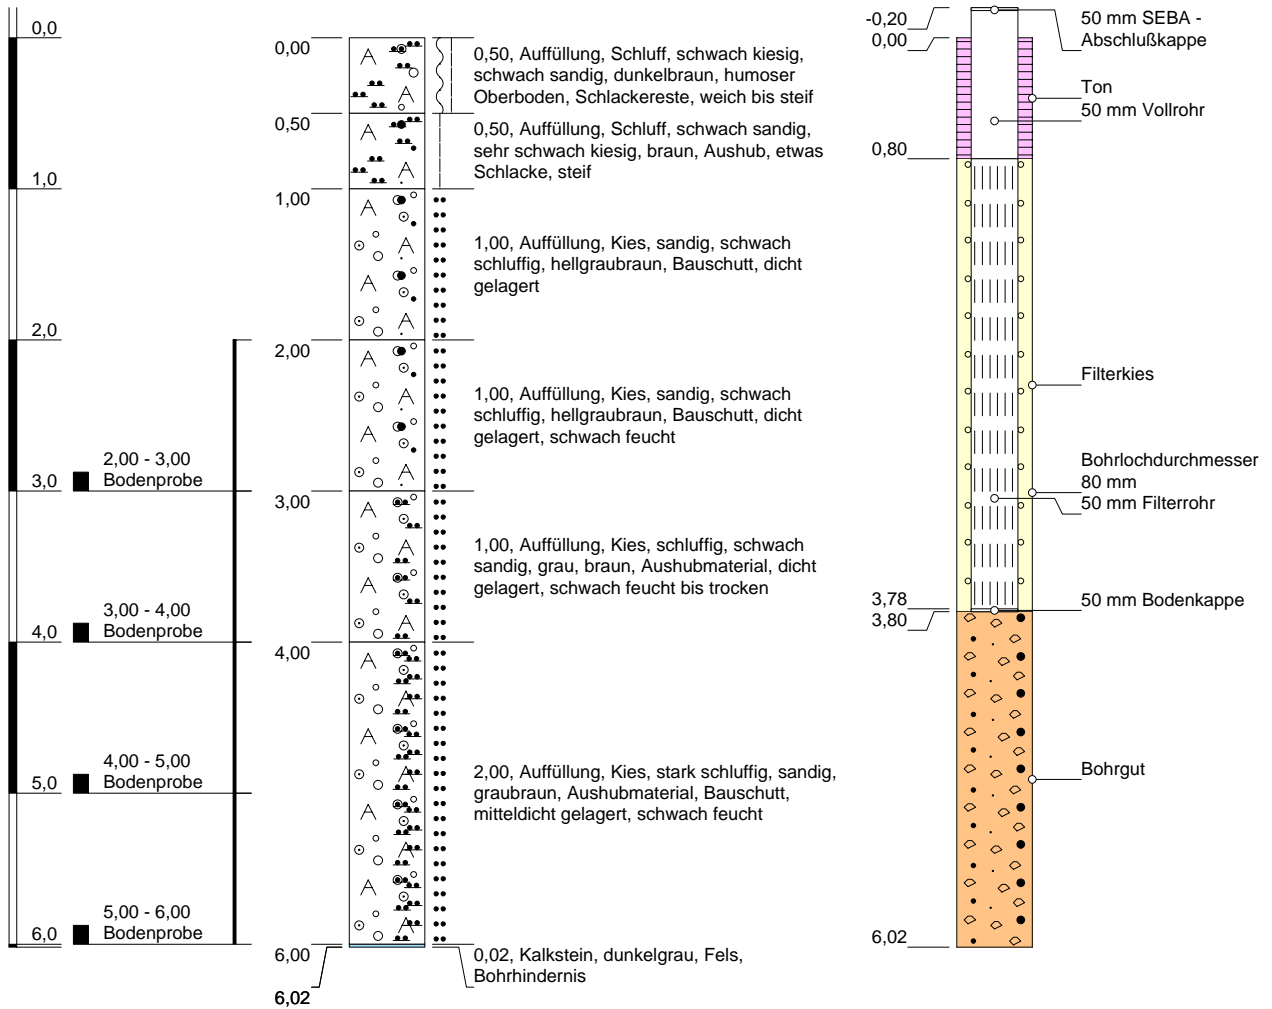 0,0
1,0
2,0
3,0
4,0
5,0
6,0
2,00 - 3,00
Bodenprobe
3,00 - 4,00
Bodenprobe
4,00 - 5,00
Bodenprobe
5,00 - 6,00
Bodenprobe
0,00
0,50, Auffüllung, Schluff, schwach kiesig,
schwach sandig, dunkelbraun, humoser
Oberboden, Schlackereste, weich bis steif
0,50
0,50, Auffüllung, Schluff, schwach sandig,
sehr schwach kiesig, braun, Aushub, etwas
Schlacke, steif
1,00
1,00, Auffüllung, Kies, sandig, schwach
schluffig, hellgraubraun, Bauschutt, dicht
gelagert
2,00
1,00, Auffüllung, Kies, sandig, schwach
schluffig, hellgraubraun, Bauschutt, dicht
gelagert, schwach feucht
3,00
1,00, Auffüllung, Kies, schluffig, schwach
sandig, grau, braun, Aushubmaterial, dicht
gelagert, schwach feucht bis trocken
4,00
2,00, Auffüllung, Kies, stark schluffig, sandig,
graubraun, Aushubmaterial, Bauschutt,
mitteldicht gelagert, schwach feucht
6,00
0,02, Kalkstein, dunkelgrau, Fels,
Bohrhindernis
6,02
-0,20
0,00
0,80
3,78
3,80
6,02
50 mm SEBA -
Abschlußkappe
Ton
50 mm Vollrohr
Filterkies
Bohrlochdurchmesser
80 mm
50 mm Filterrohr
50 mm Bodenkappe
Bohrgut